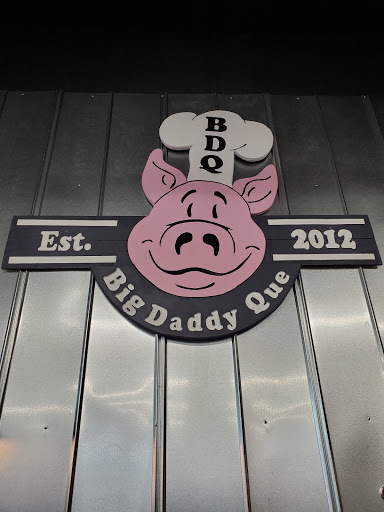 BDQ
Est. 2012
Big Daddy Que